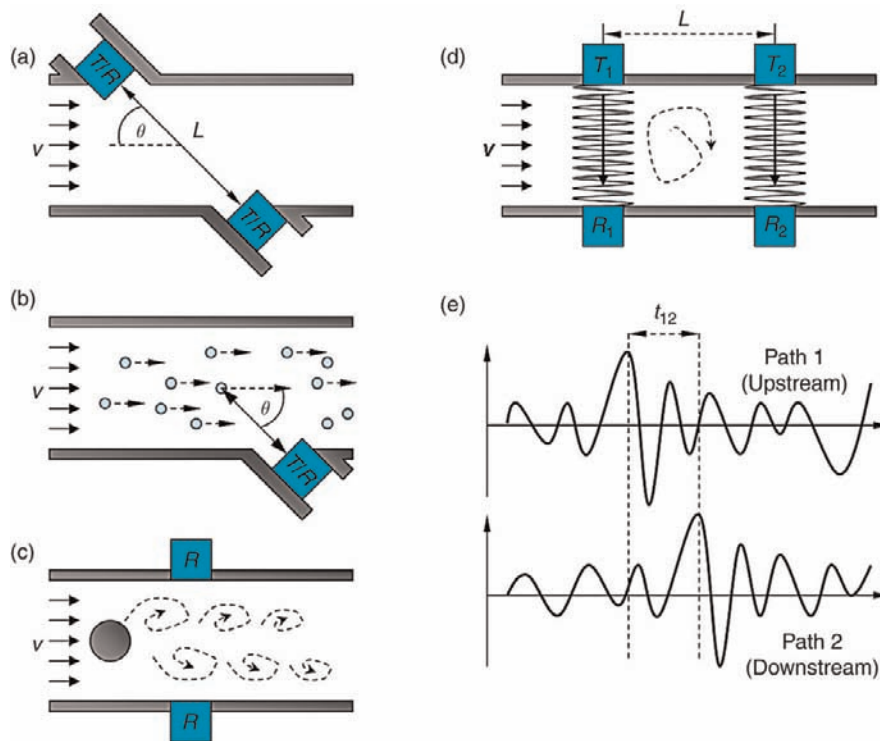 (a)
T/R
v
θ
L
T/R
(b)
v
θ
T/R
(c)
R
v
R
(d)
L
T1 T2
v
R1 R2
(e)
t12
Path 1
(Upstream)
Path 2
(Downstream)